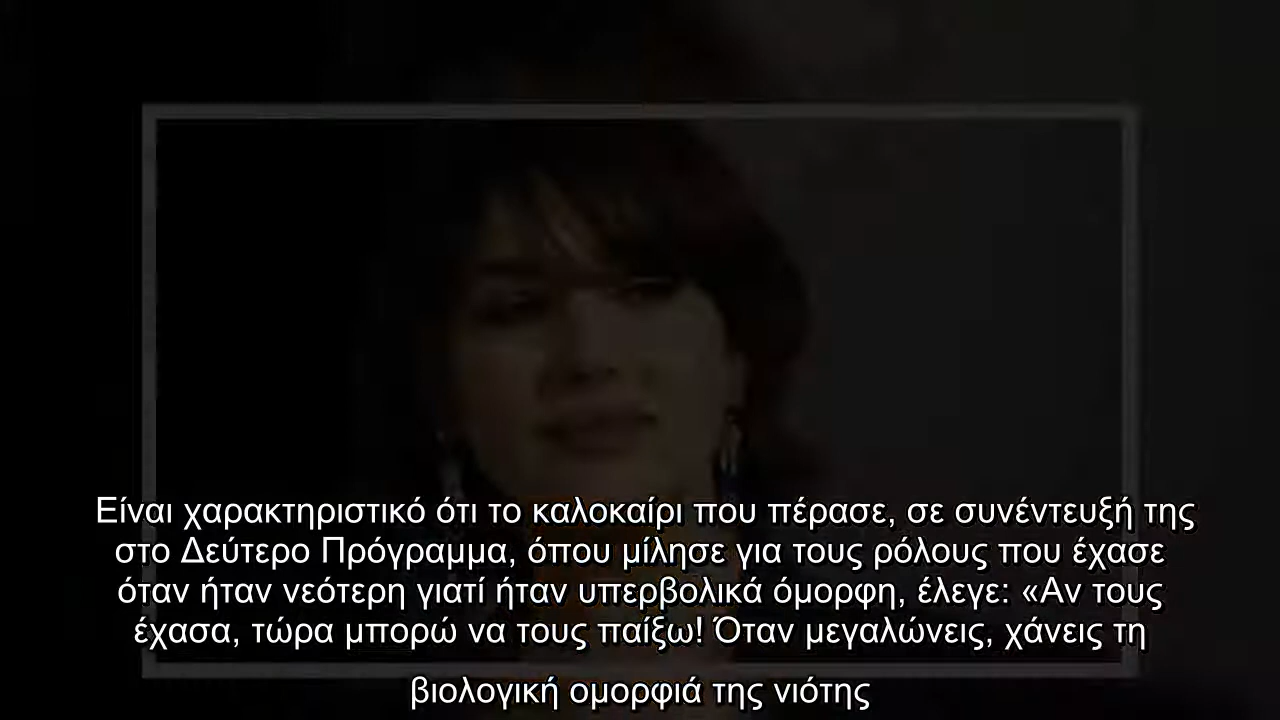 Είναι χαρακτηριστικό ότι το καλοκαίρι που πέρασε, σε συνέντευξή της
στο Δεύτερο Πρόγραμμα, όπου μίλησε για τους ρόλους που έχασε
όταν ήταν νεότερη γιατί ήταν υπερβολικά όμορφη, έλεγε: «Αν τους
έχασα, τώρα μπορώ να τους παίξω! Όταν μεγαλώνεις, χάνεις τη
βιολογική ομορφιά της νιότης